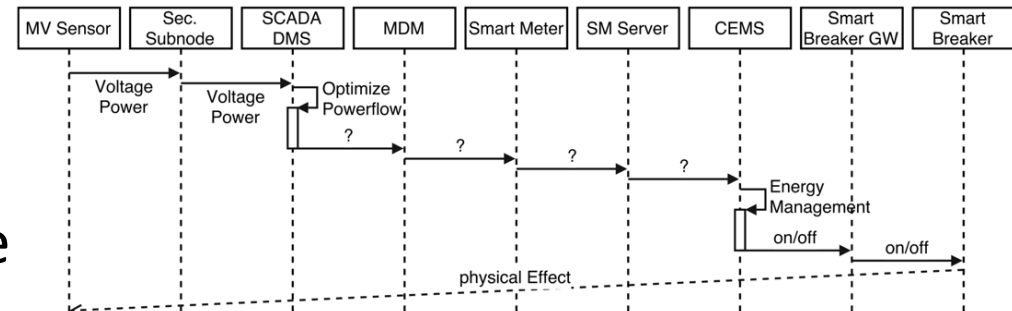 MV Sensor
Sec.
Subnode
SCADA
DMS
MDM
Smart Meter
SM Server
CEMS
Smart
Breaker GW
Smart
Breaker
Voltage
Power
Voltage
Power
Optimize
Powerflow
?
?
?
?
Energy
Management
on/off
on/off
physical Effect
e